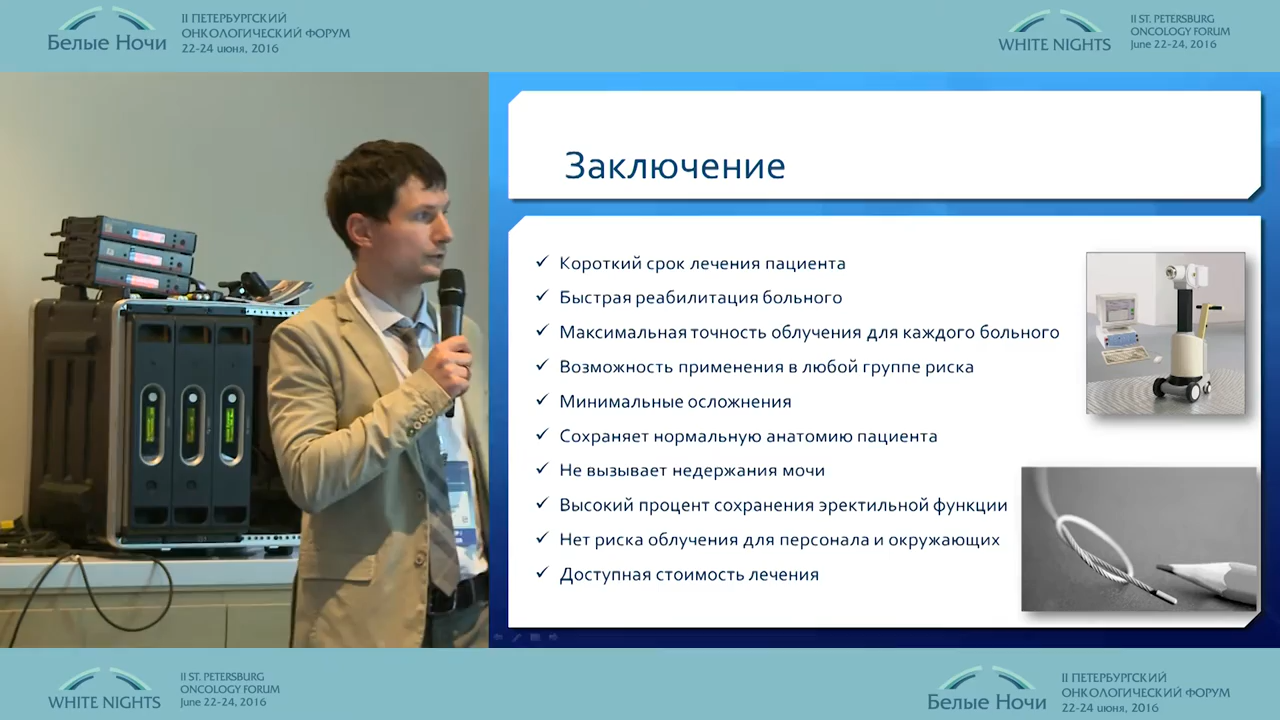 Белые Ночи
II ПЕТЕРБУРГСКИЙ
ОНКОЛОГИЧЕСКИЙ ФОРУМ
22-24 июня, 2016
WHITE NIGHTS
II ST. PETERSBURG
ONCOLOGY FORUM
June 22-24, 2016
Заключение
Короткий срок лечения пациента
Быстрая реабилитация больного
Максимальная точность облучения для каждого больного
Возможность применения в любой группе риска
Минимальные осложнения
Сохраняет нормальную анатомию пациента
Не вызывает недержания мочи
Высокий процент сохранения эректильной функции
Нет риска облучения для персонала и окружающих
Доступная стоимость лечения
WHITE NIGHTS
II ST. PETERSBURG
ONCOLOGY FORUM
June 22-24, 2016
Белые Ночи
II ПЕТЕРБУРГСКИЙ
ОНКОЛОГИЧЕСКИЙ ФОРУМ
22-24 июня, 2016